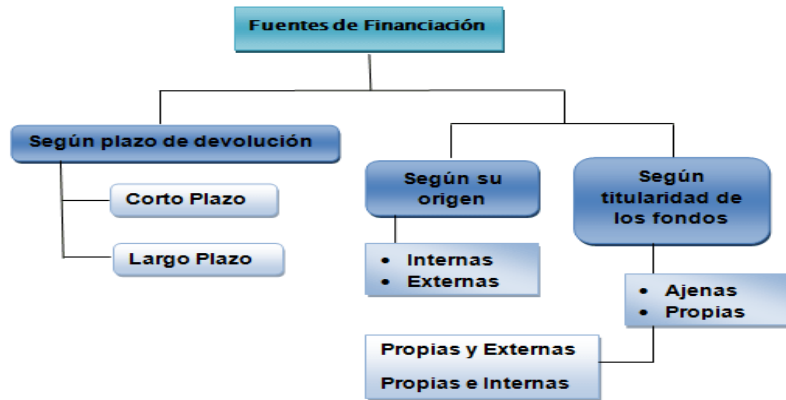 Fuentes de Financiación
Según plazo de devolución
Corto Plazo
Largo Plazo
Según su
origen
• Internas
• Externas
Según
titularidad de
los fondos
• Ajenas
• Propias
Propias y Externas
Propias e Internas